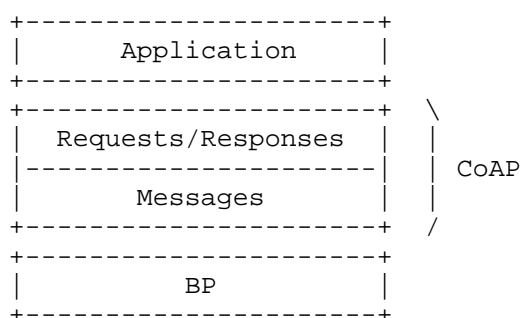 +----------------------+
|      Application     |
+----------------------+
+----------------------+  \
|  Requests/Responses  |  |
|----------------------|  | CoAP
|       Messages       |  |
+----------------------+  /
+----------------------+
|          BP          |
+----------------------+